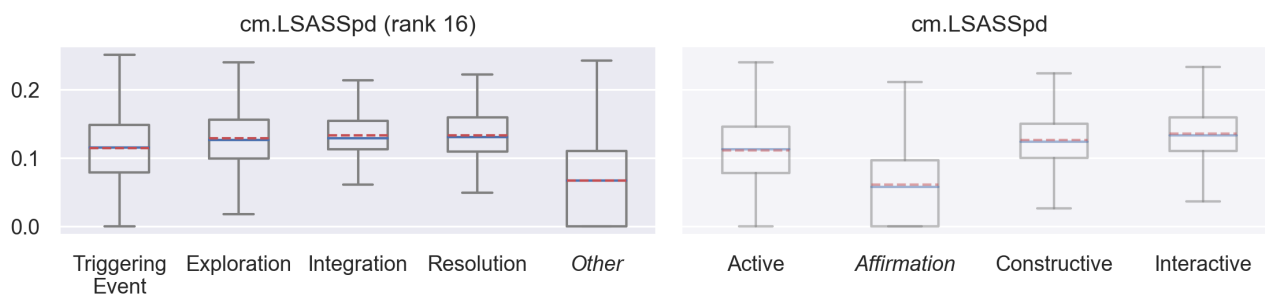 cm.LSASSpd (rank 16)
cm.LSASSpd
0.2
0.1
0.0
Triggering Event
Exploration
Integration
Resolution
Other
Active
Affirmation
Constructive
Interactive